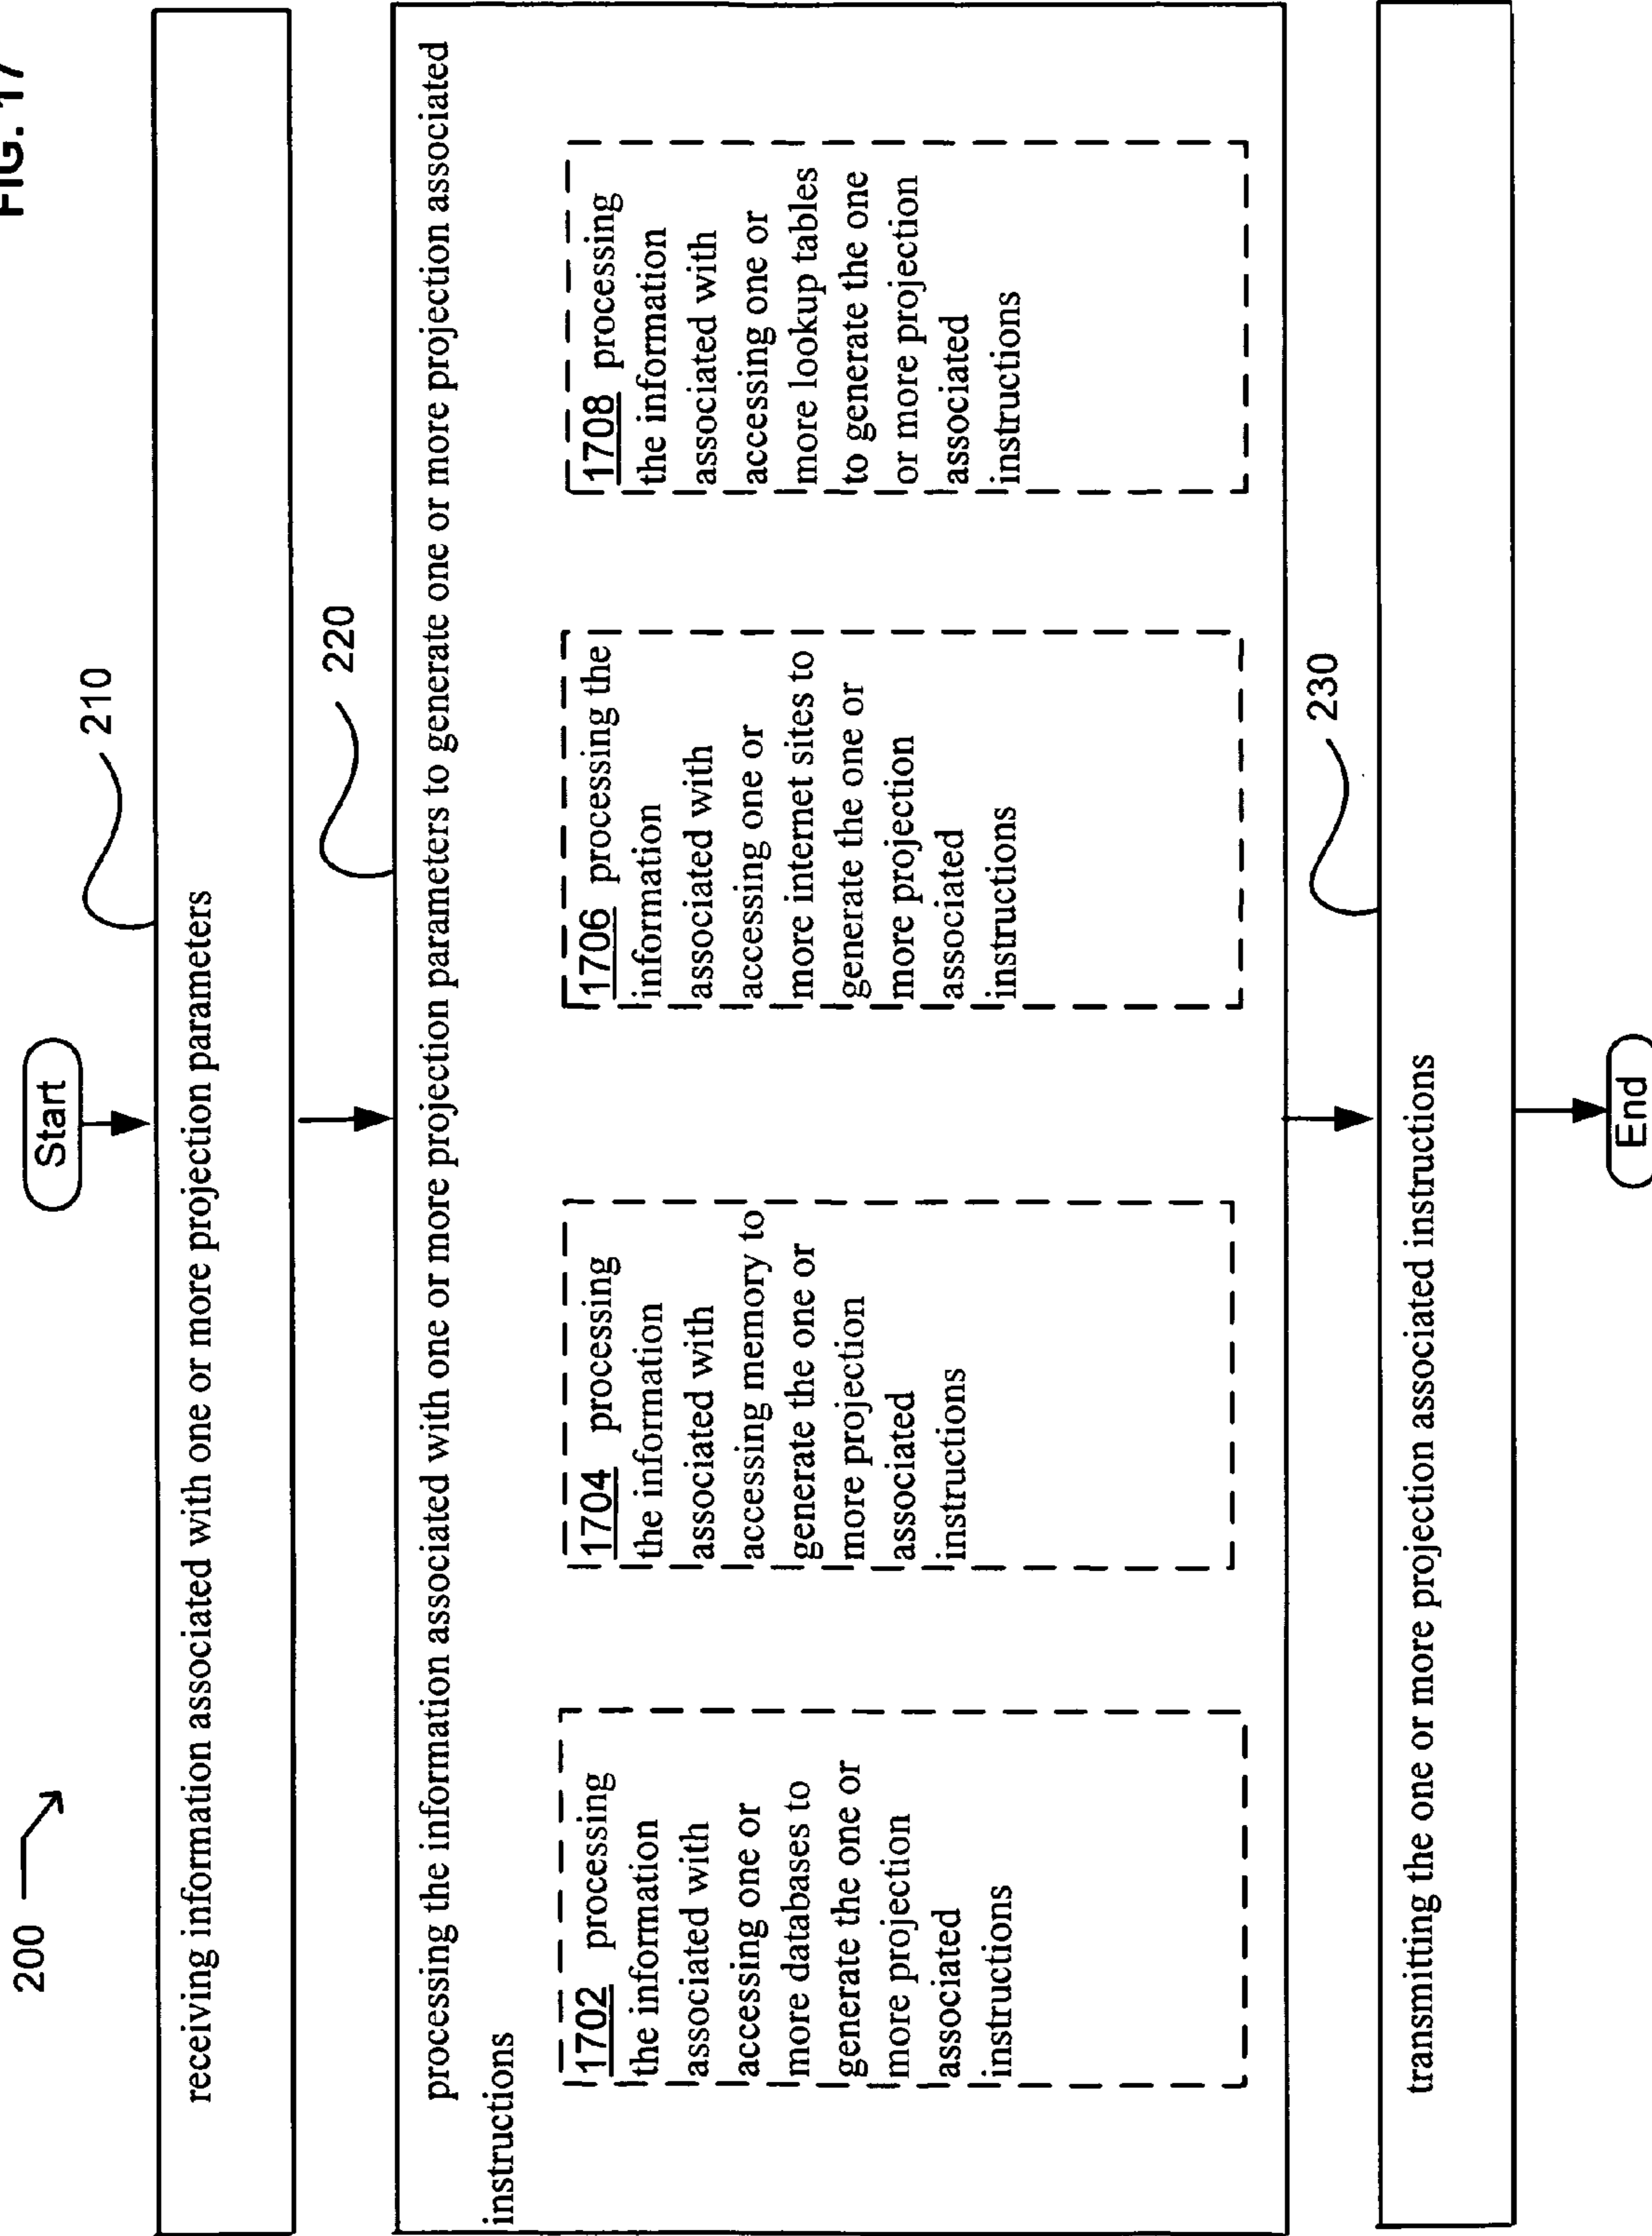 FIG. 17
200
Start
210
receiving information associated with one or more projection parameters
220
processing the information associated with one or more projection parameters to generate one or more projection associated
instructions
1702 processing
the information
associated with
accessing one or
more databases to
generate the one or
more projection
associated
instructions
1704 processing
the information
associated with
accessing memory to
generate the one or
more projection
associated
instructions
1706 processing the
information
associated with
accessing one or
more internet sites to
generate the one or
more projection
associated
instructions
1708 processing
the information
associated with
accessing one or
more lookup tables
to generate the one
or more projection
associated
instructions
230
transmitting the one or more projection associated instructions
End